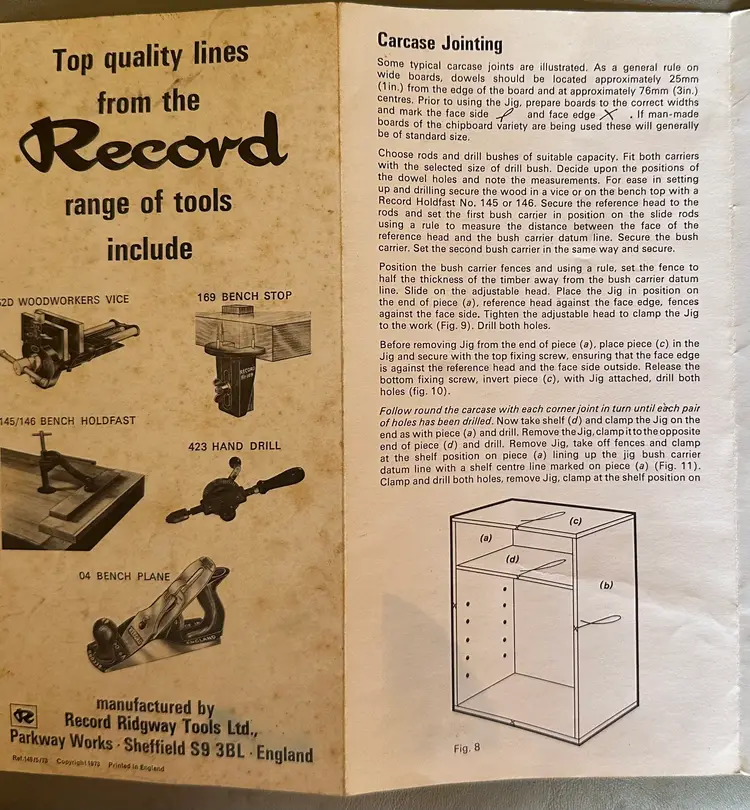 Top quality lines
from the
Record
range of tools
include
52D WOODWORKERS VICE
169 BENCH STOP
RECORD
145/146 BENCH HOLDFAST
423 HAND DRILL
04 BENCH PLANE
RECORD
ENGLAND
manufactured by
Record Ridgway Tools Ltd.,
Parkway Works · Sheffield S9 3BL · England
Copyright 1973 Printed in England
Carcase Jointing
Some typical carcase joints are illustrated. As a general rule on
wide boards, dowels should be located approximately 25mm
(1in.) from the edge of the board and at approximately 76mm (3in.)
centres. Prior to using the Jig, prepare boards to the correct widths
and mark the face side and face edge . If man-made
boards of the chipboard variety are being used these will generally
be of standard size.
Choose rods and drill bushes of suitable capacity. Fit both carriers
with the selected size of drill bush. Decide upon the positions of
the dowel holes and note the measurements. For ease in setting
up and drilling secure the wood in a vice or on the bench top with a
Record Holdfast No. 145 or 146. Secure the reference head to the
rods and set the first bush carrier in position on the slide rods
using a rule to measure the distance between the face of the
reference head and the bush carrier datum line. Secure the bush
carrier. Set the second bush carrier in the same way and secure.
Position the bush carrier fences and using a rule, set the fence to
half the thickness of the timber away from the bush carrier datum
line. Slide on the adjustable head. Place the Jig in position on
the end of piece (a), reference head against the face edge, fences
against the face side. Tighten the adjustable head to clamp the Jig
to the work (Fig. 9). Drill both holes.
Before removing Jig from the end of piece (a), place piece (c) in the
Jig and secure with the top fixing screw, ensuring that the face edge
is against the reference head and the face side outside. Release the
bottom fixing screw, invert piece (c), with Jig attached, drill both
holes (fig. 10).
Follow round the carcase with each corner joint in turn until each pair
of holes has been drilled. Now take shelf (d) and clamp the Jig on the
end as with piece (a) and drill. Remove the Jig, clamp it to the opposite
end of piece (d) and drill. Remove Jig, take off fences and clamp
at the shelf position on piece (a) lining up the jig bush carrier
datum line with a shelf centre line marked on piece (a) (Fig. 11).
Clamp and drill both holes, remove Jig, clamp at the shelf position on
(c)
(a)
(d)
(b)
Fig. 8